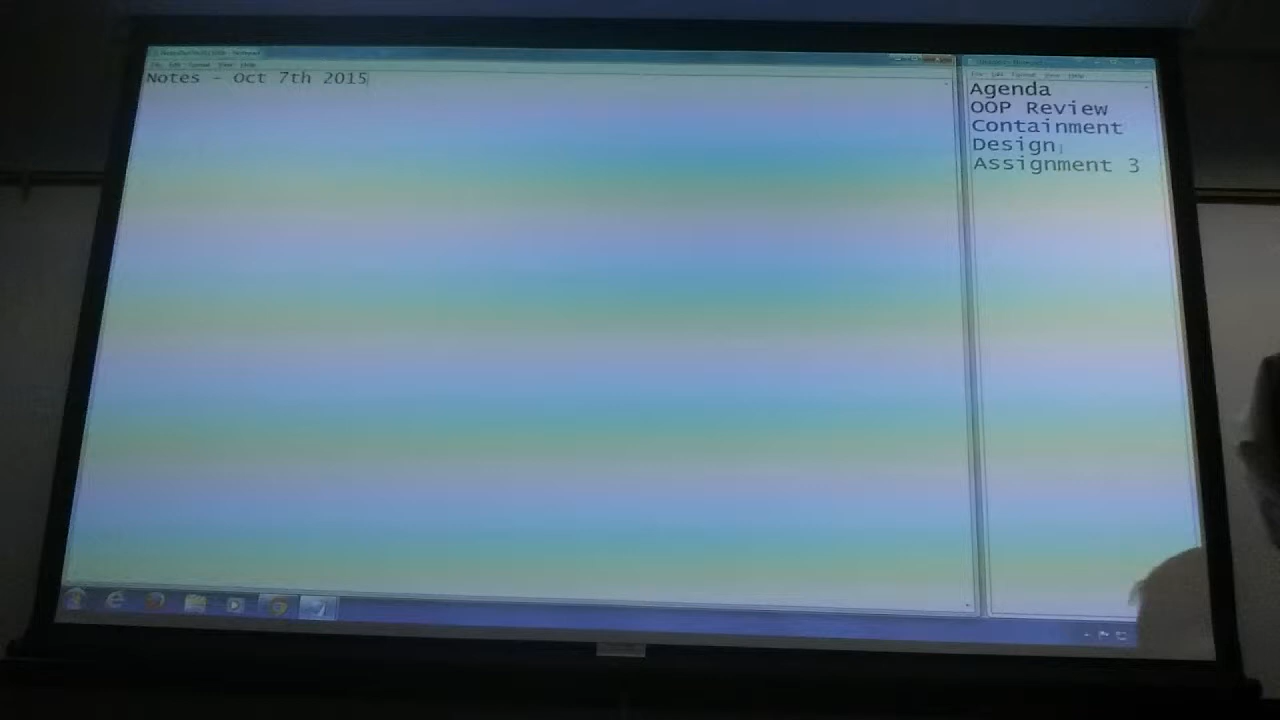 Notes - Oct 7th 2015
Agenda
OOP Review
Containment
Design
Assignment 3